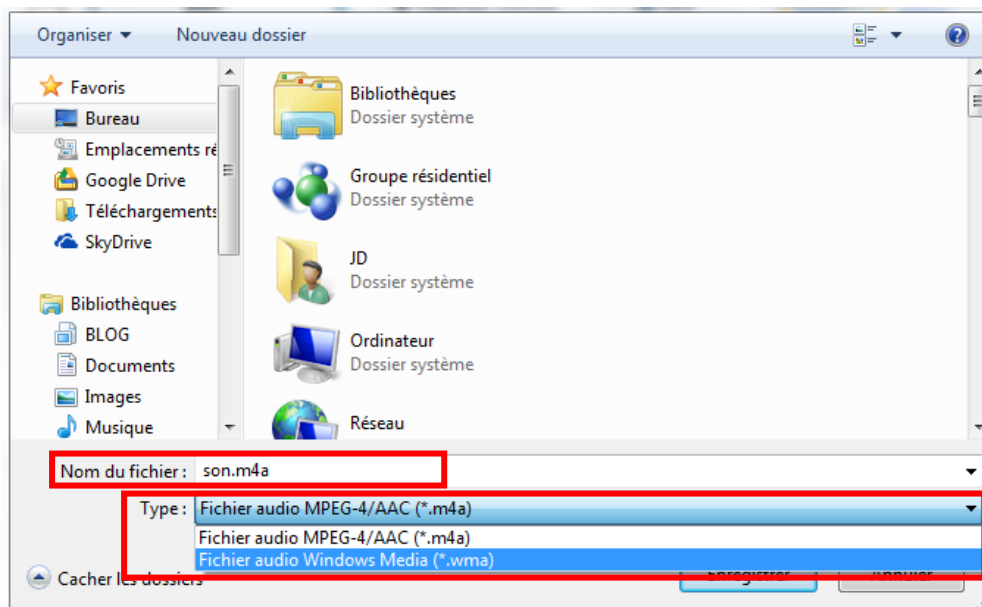 Organiser Nouveau dossier
Favoris
Bureau
Emplacements ré
Google Drive
Téléchargements
SkyDrive
Bibliothèques
BLOG
Documents
Images
Musique
Bibliothèques
Dossier système
Groupe résidentiel
Dossier système
JD
Dossier système
Ordinateur
Dossier système
Réseau
Nom du fichier : son.m4a
Type : Fichier audio MPEG-4/AAC (*.m4a)
Fichier audio MPEG-4/AAC (*.m4a)
Fichier audio Windows Media (*.wma)
Cacher les dossiers Enregistrer Annuler